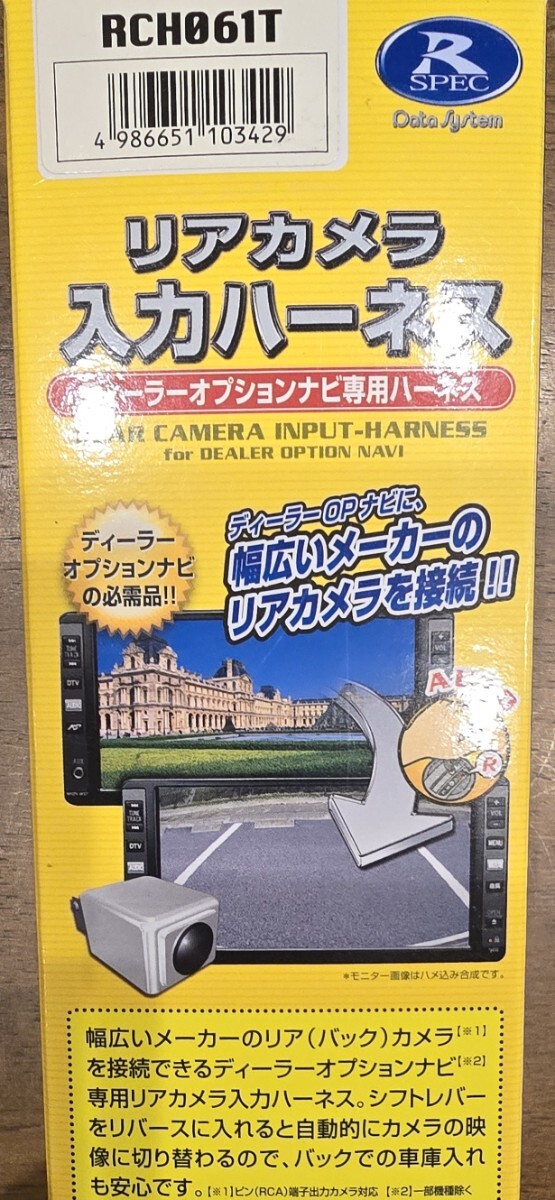 RCH061T
4 986651 103429
R
SPEC
Data System
リアカメラ
入力ハーネス
ディーラーオプションナビ専用ハーネス
CAMERA INPUT-HARNESS
for DEALER OPTION NAVI
ディーラー
オプションナビ
の必需品!!
ディーラーOPナビに、
幅広いメーカーの
リアカメラを接続!!
TUNE
TRACK
DTV
AUDIO
AUX
VOL
R
TUNE
TRACK
DTV
AUDIO
VOL
MENU
画面
OPEN
*モニター画像はハメ込み合成です。
幅広いメーカーのリア(バック)カメラ【※1】
を接続できるディーラーオプションナビ【※2】
専用リアカメラ入力ハーネス。シフトレバー
をリバースに入れると自動的にカメラの映
像に切り替わるので、バックでの車庫入れ
も安心です。【※1】ピン(RCA)端子出力カメラ対応 【※2】一部機種除く